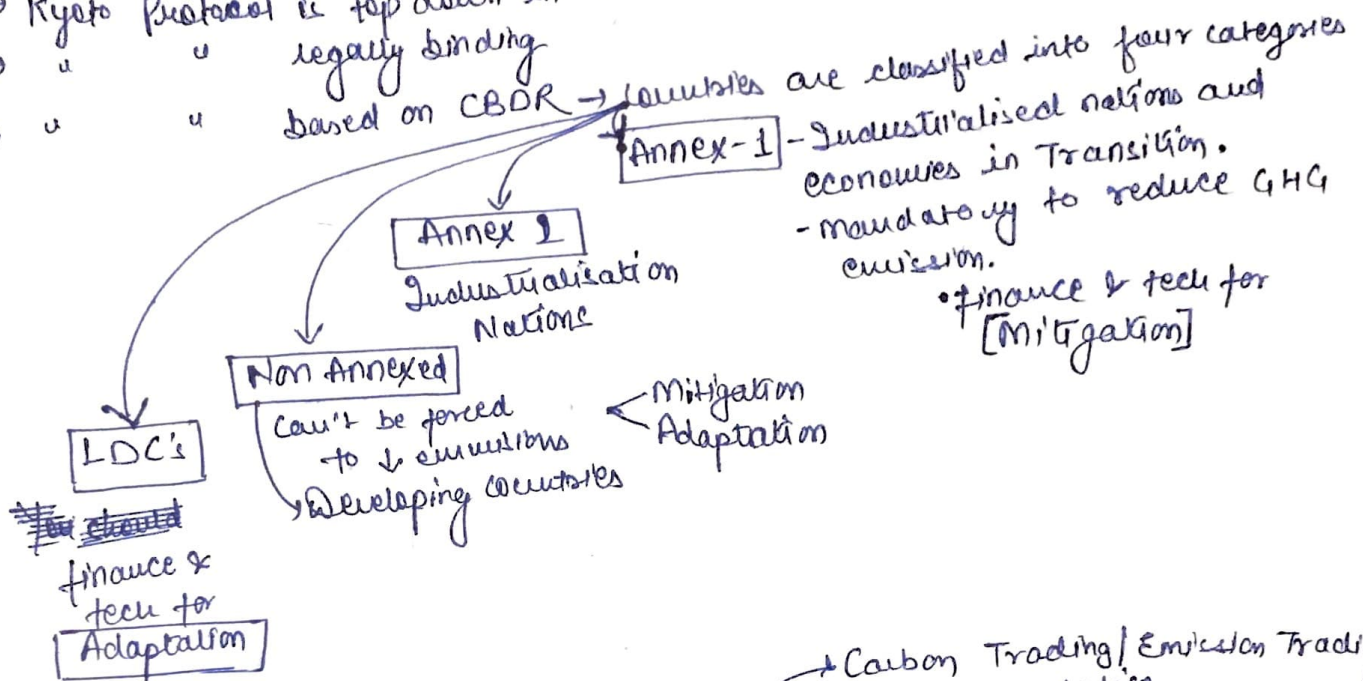 Kyoto Protocol is top down
" " legally binding
" " based on CBDR → Countries are classified into four categories
Annex-1 - Industrialised nations and
economies in Transition.
- mandatory to reduce GHG
emission.
• finance & tech for
[Mitigation]
Annex 2
Industrialisation
Nations
Non Annexed
Can't be forced
to ↓ emissions
Developing countries
Mitigation
Adaptation
LDC's
finance &
tech for
Adaptation
→ Carbon Trading/Emission Tradi